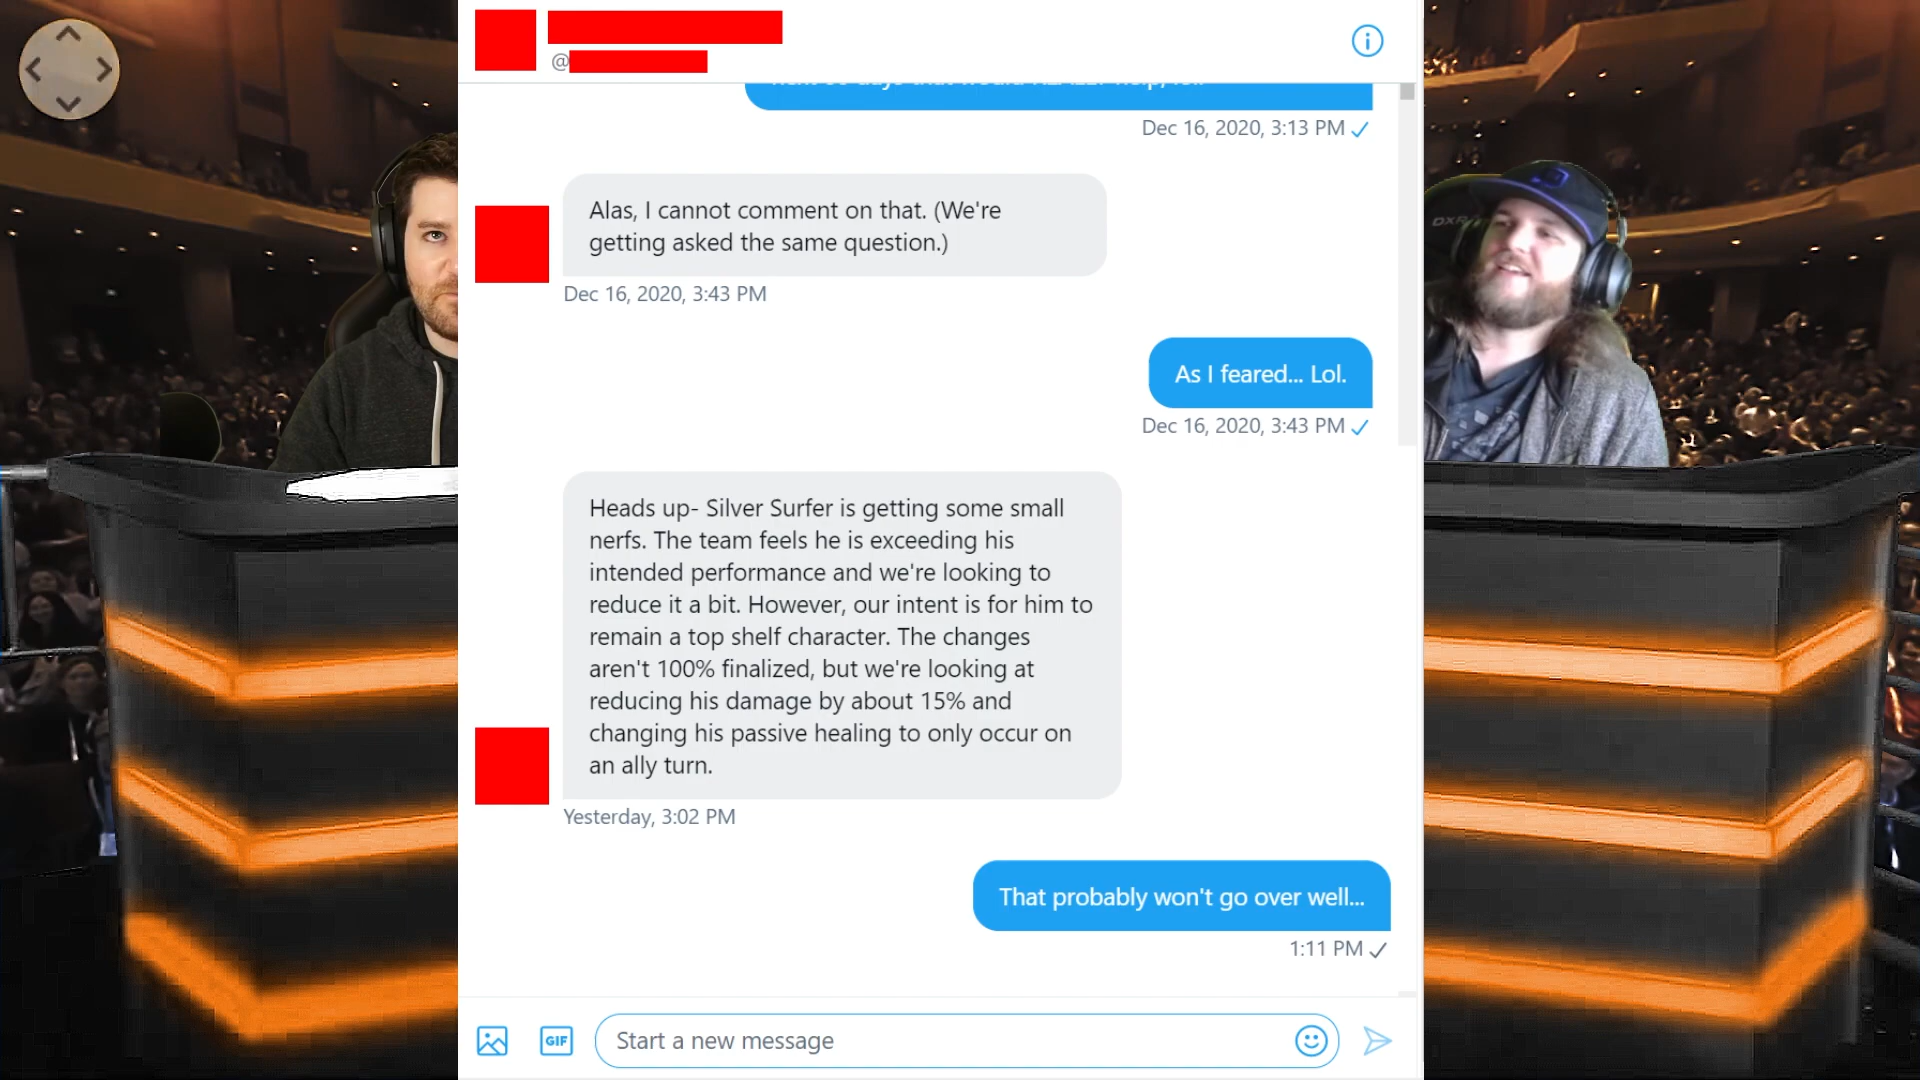 @
Dec 16, 2020, 3:13 PM
Alas, I cannot comment on that. (We're
getting asked the same question.)
Dec 16, 2020, 3:43 PM
As I feared... Lol.
Dec 16, 2020, 3:43 PM
Heads up- Silver Surfer is getting some small
nerfs. The team feels he is exceeding his
intended performance and we're looking to
reduce it a bit. However, our intent is for him to
remain a top shelf character. The changes
aren't 100% finalized, but we're looking at
reducing his damage by about 15% and
changing his passive healing to only occur on
an ally turn.
Yesterday, 3:02 PM
That probably won't go over well...
1:11 PM
GIF
Start a new message